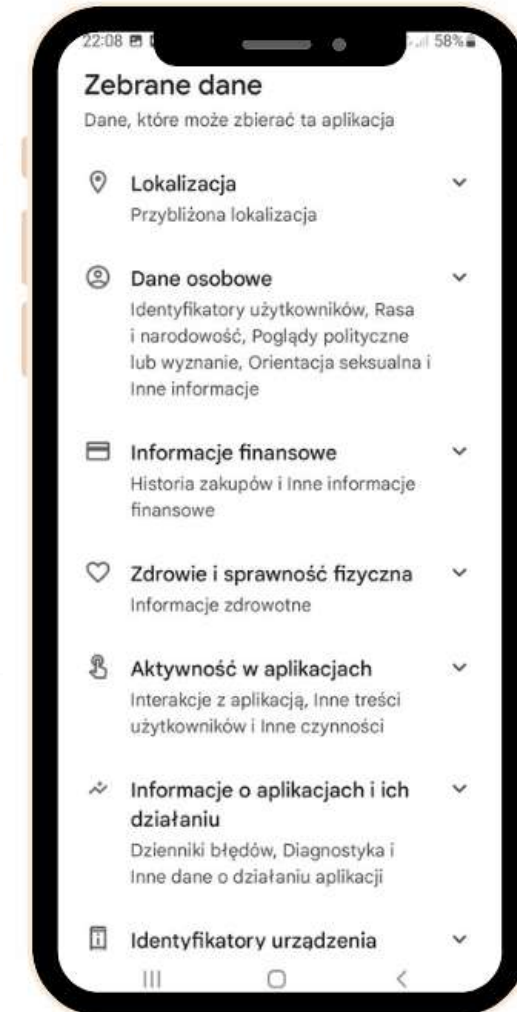 22:08
58%
Zebrane dane
Dane, które może zbierać ta aplikacja
Lokalizacja
Przybliżona lokalizacja
Dane osobowe
Identyfikatory użytkowników, Rasa
i narodowość, Poglądy polityczne
lub wyznanie, Orientacja seksualna i
Inne informacje
Informacje finansowe
Historia zakupów i Inne informacje
finansowe
Zdrowie i sprawność fizyczna
Informacje zdrowotne
Aktywność w aplikacjach
Interakcje z aplikacją, Inne treści
użytkowników i Inne czynności
Informacje o aplikacjach i ich
działaniu
Dzienniki błędów, Diagnostyka i
Inne dane o działaniu aplikacji
Identyfikatory urządzenia